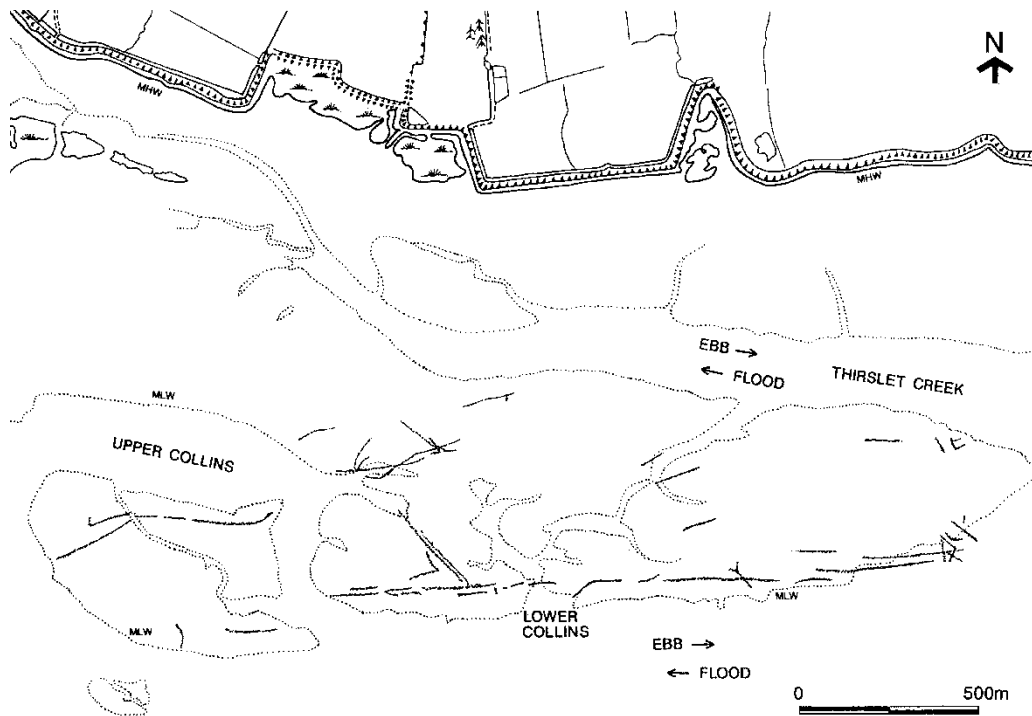 N
MHW
MHW
EBB →
← FLOOD
THIRSLET CREEK
MLW
UPPER COLLINS
MLW
LOWER
COLLINS
MLW
EBB →
← FLOOD
0 500m